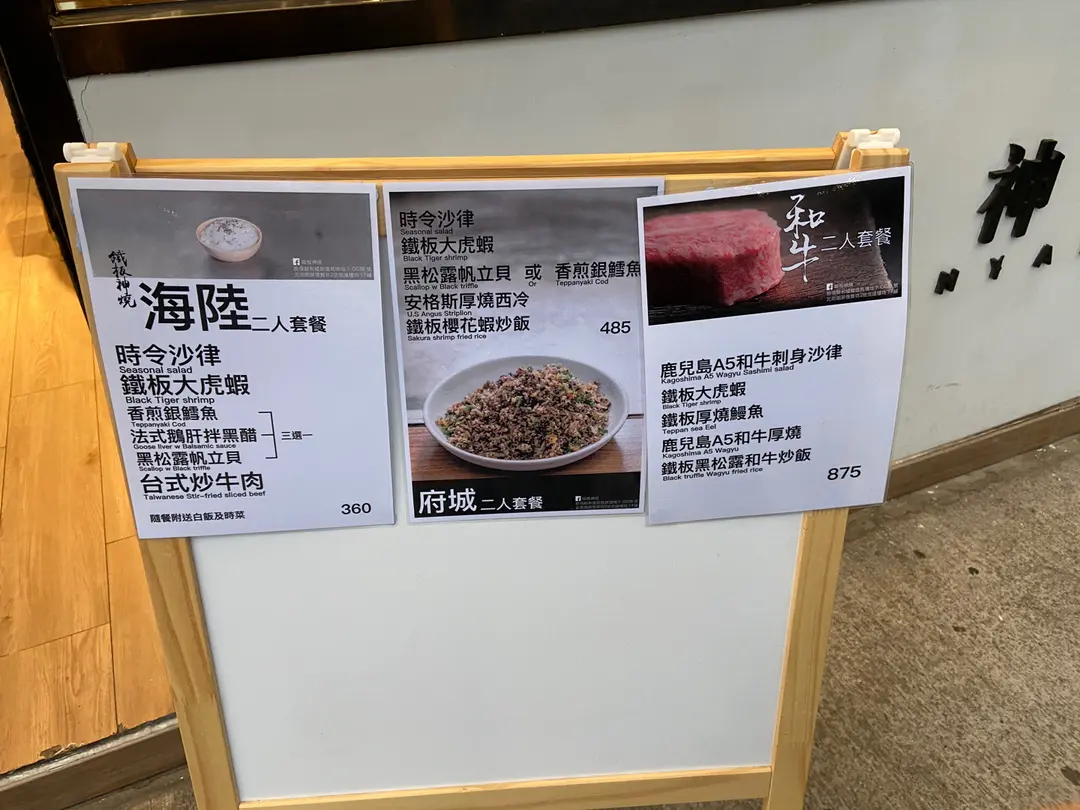 鐵板神燒
海陸二人套餐
時令沙律
Seasonal salad
鐵板大虎蝦
Black Tiger shrimp
香煎銀鱈魚
Teppanyaki Cod
法式鵝肝拌黑醋
Goose liver w Balsamic sauce
黑松露帆立貝
Scallop w Black triffle
三選一
台式炒牛肉
Taiwanese Stir-fried sliced beef
隨餐附送白飯及時菜
360
時令沙律
Seasonal salad
鐵板大虎蝦
Black Tiger shrimp
黑松露帆立貝 或 香煎銀鱈魚
Scallop w Black triffle Or Teppanyaki Cod
安格斯厚燒西冷
U.S Angus Striplion
鐵板櫻花蝦炒飯
Sakura shrimp fried rice
485
府城 二人套餐
和牛二人套餐
鹿兒島A5和牛刺身沙律
Kagoshima A5 Wagyu Sashimi salad
鐵板大虎蝦
Black Tiger shrimp
鐵板厚燒鰻魚
Teppan sea Eel
鹿兒島A5和牛厚燒
Kagoshima A5 Wagyu
鐵板黑松露和牛炒飯
Black truffle Wagyu fried rice
875
神
N Y A